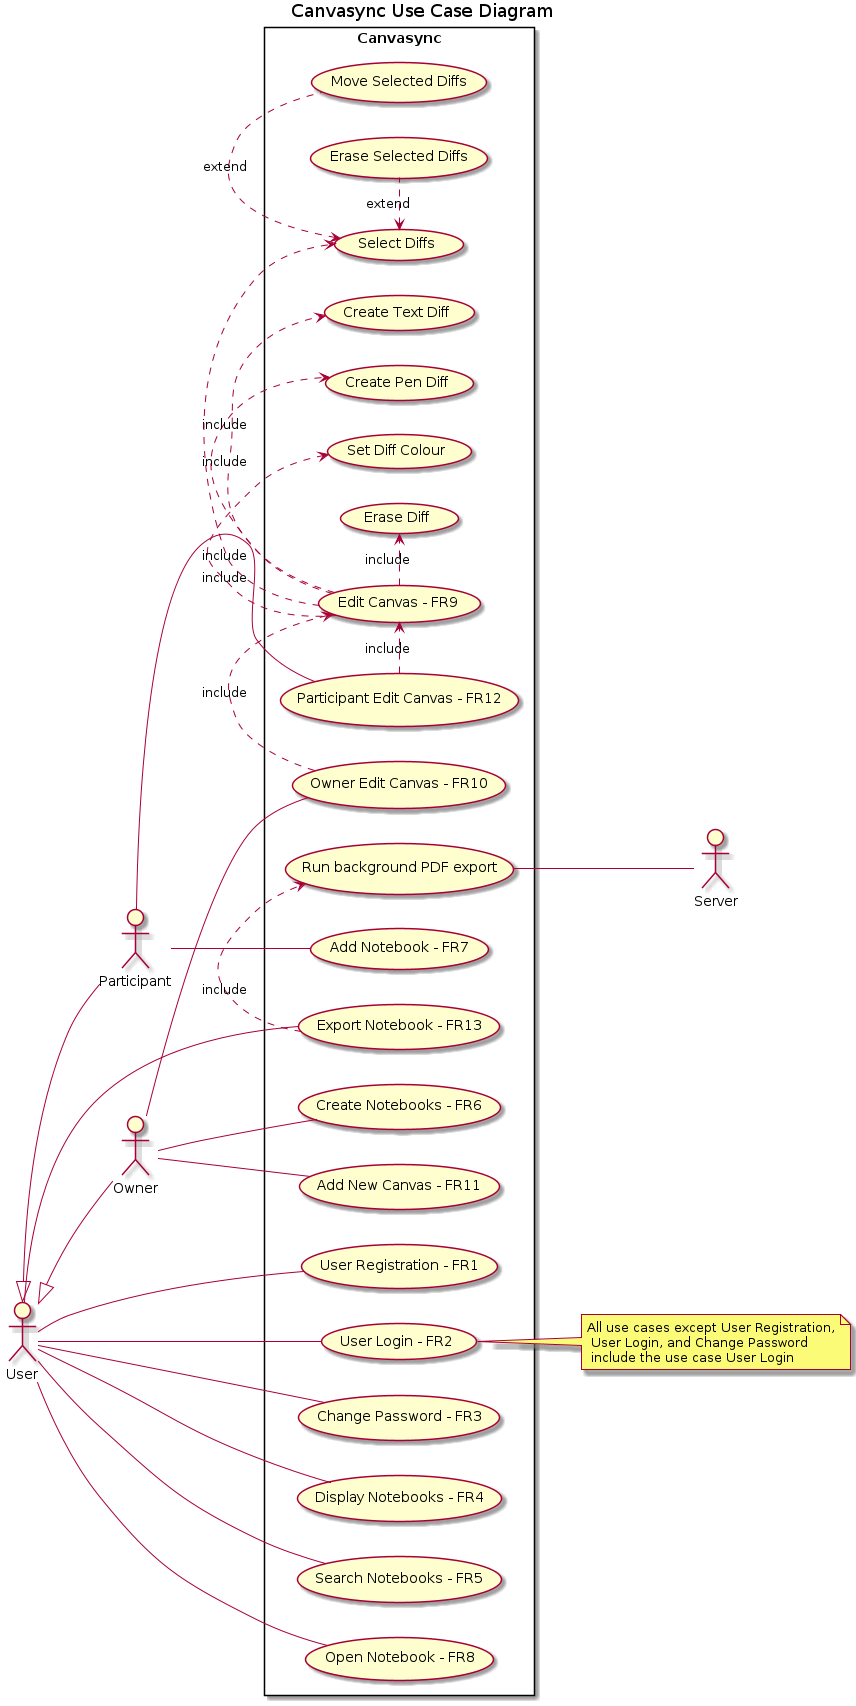 Canvasync Use Case Diagram
Canvasync
Move Selected Diffs
Erase Selected Diffs
extend
extend
Select Diffs
Create Text Diff
Create Pen Diff
include
Set Diff Colour
include
Erase Diff
include
include
include
Edit Canvas - FR9
include
include
Participant Edit Canvas - FR12
Owner Edit Canvas - FR10
Run background PDF export
Server
Add Notebook - FR7
Participant
include
Export Notebook - FR13
Create Notebooks - FR6
Owner
Add New Canvas - FR11
User Registration - FR1
User Login - FR2
All use cases except User Registration,
User Login, and Change Password
include the use case User Login
User
Change Password - FR3
Display Notebooks - FR4
Search Notebooks - FR5
Open Notebook - FR8